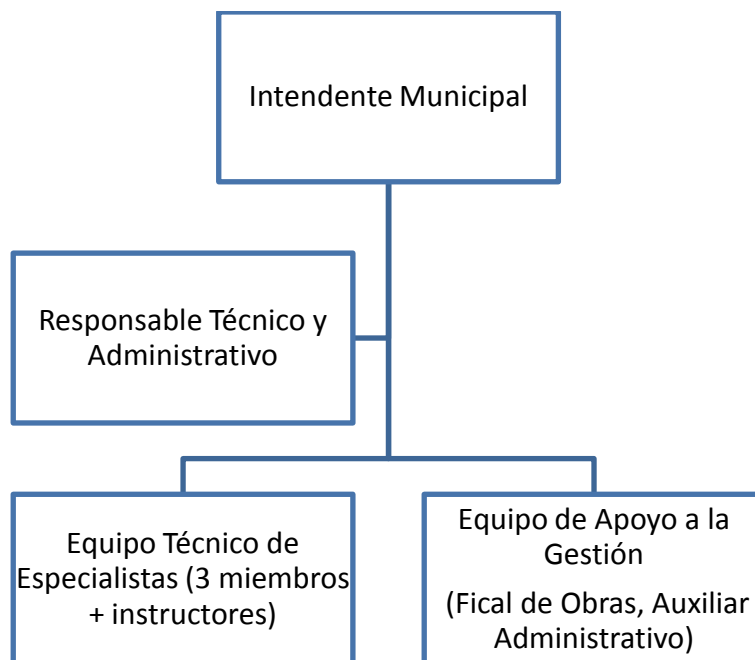 Intendente Municipal
Responsable Técnico y
Administrativo
Equipo Técnico de
Especialistas (3 miembros
+ instructores)
Equipo de Apoyo a la
Gestión
(Fical de Obras, Auxiliar
Administrativo)